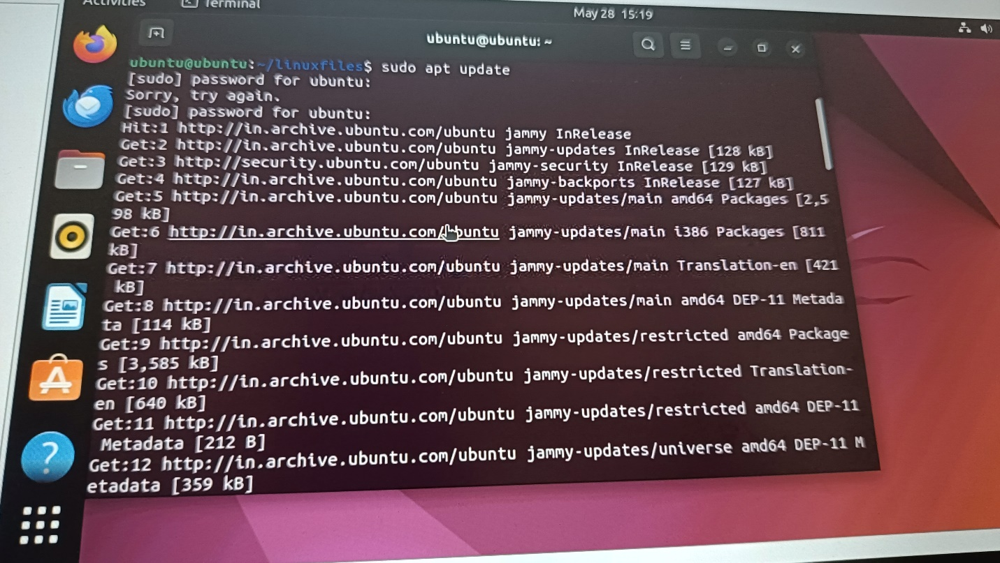 Activities Terminal May 28 15:19
ubuntu@ubuntu: ~
ubuntu@ubuntu:~/linuxfiles$ sudo apt update
[sudo] password for ubuntu:
Sorry, try again.
[sudo] password for ubuntu:
Hit:1 http://in.archive.ubuntu.com/ubuntu jammy InRelease
Get:2 http://in.archive.ubuntu.com/ubuntu jammy-updates InRelease [128 kB]
Get:3 http://security.ubuntu.com/ubuntu jammy-security InRelease [129 kB]
Get:4 http://in.archive.ubuntu.com/ubuntu jammy-backports InRelease [127 kB]
Get:5 http://in.archive.ubuntu.com/ubuntu jammy-updates/main amd64 Packages [2,5
98 kB]
Get:6 http://in.archive.ubuntu.com/ubuntu jammy-updates/main i386 Packages [811
kB]
Get:7 http://in.archive.ubuntu.com/ubuntu jammy-updates/main Translation-en [421
kB]
Get:8 http://in.archive.ubuntu.com/ubuntu jammy-updates/main amd64 DEP-11 Metada
ta [114 kB]
Get:9 http://in.archive.ubuntu.com/ubuntu jammy-updates/restricted amd64 Package
s [3,585 kB]
Get:10 http://in.archive.ubuntu.com/ubuntu jammy-updates/restricted Translation-
en [640 kB]
Get:11 http://in.archive.ubuntu.com/ubuntu jammy-updates/restricted amd64 DEP-11
Metadata [212 B]
Get:12 http://in.archive.ubuntu.com/ubuntu jammy-updates/universe amd64 DEP-11 M
etadata [359 kB]